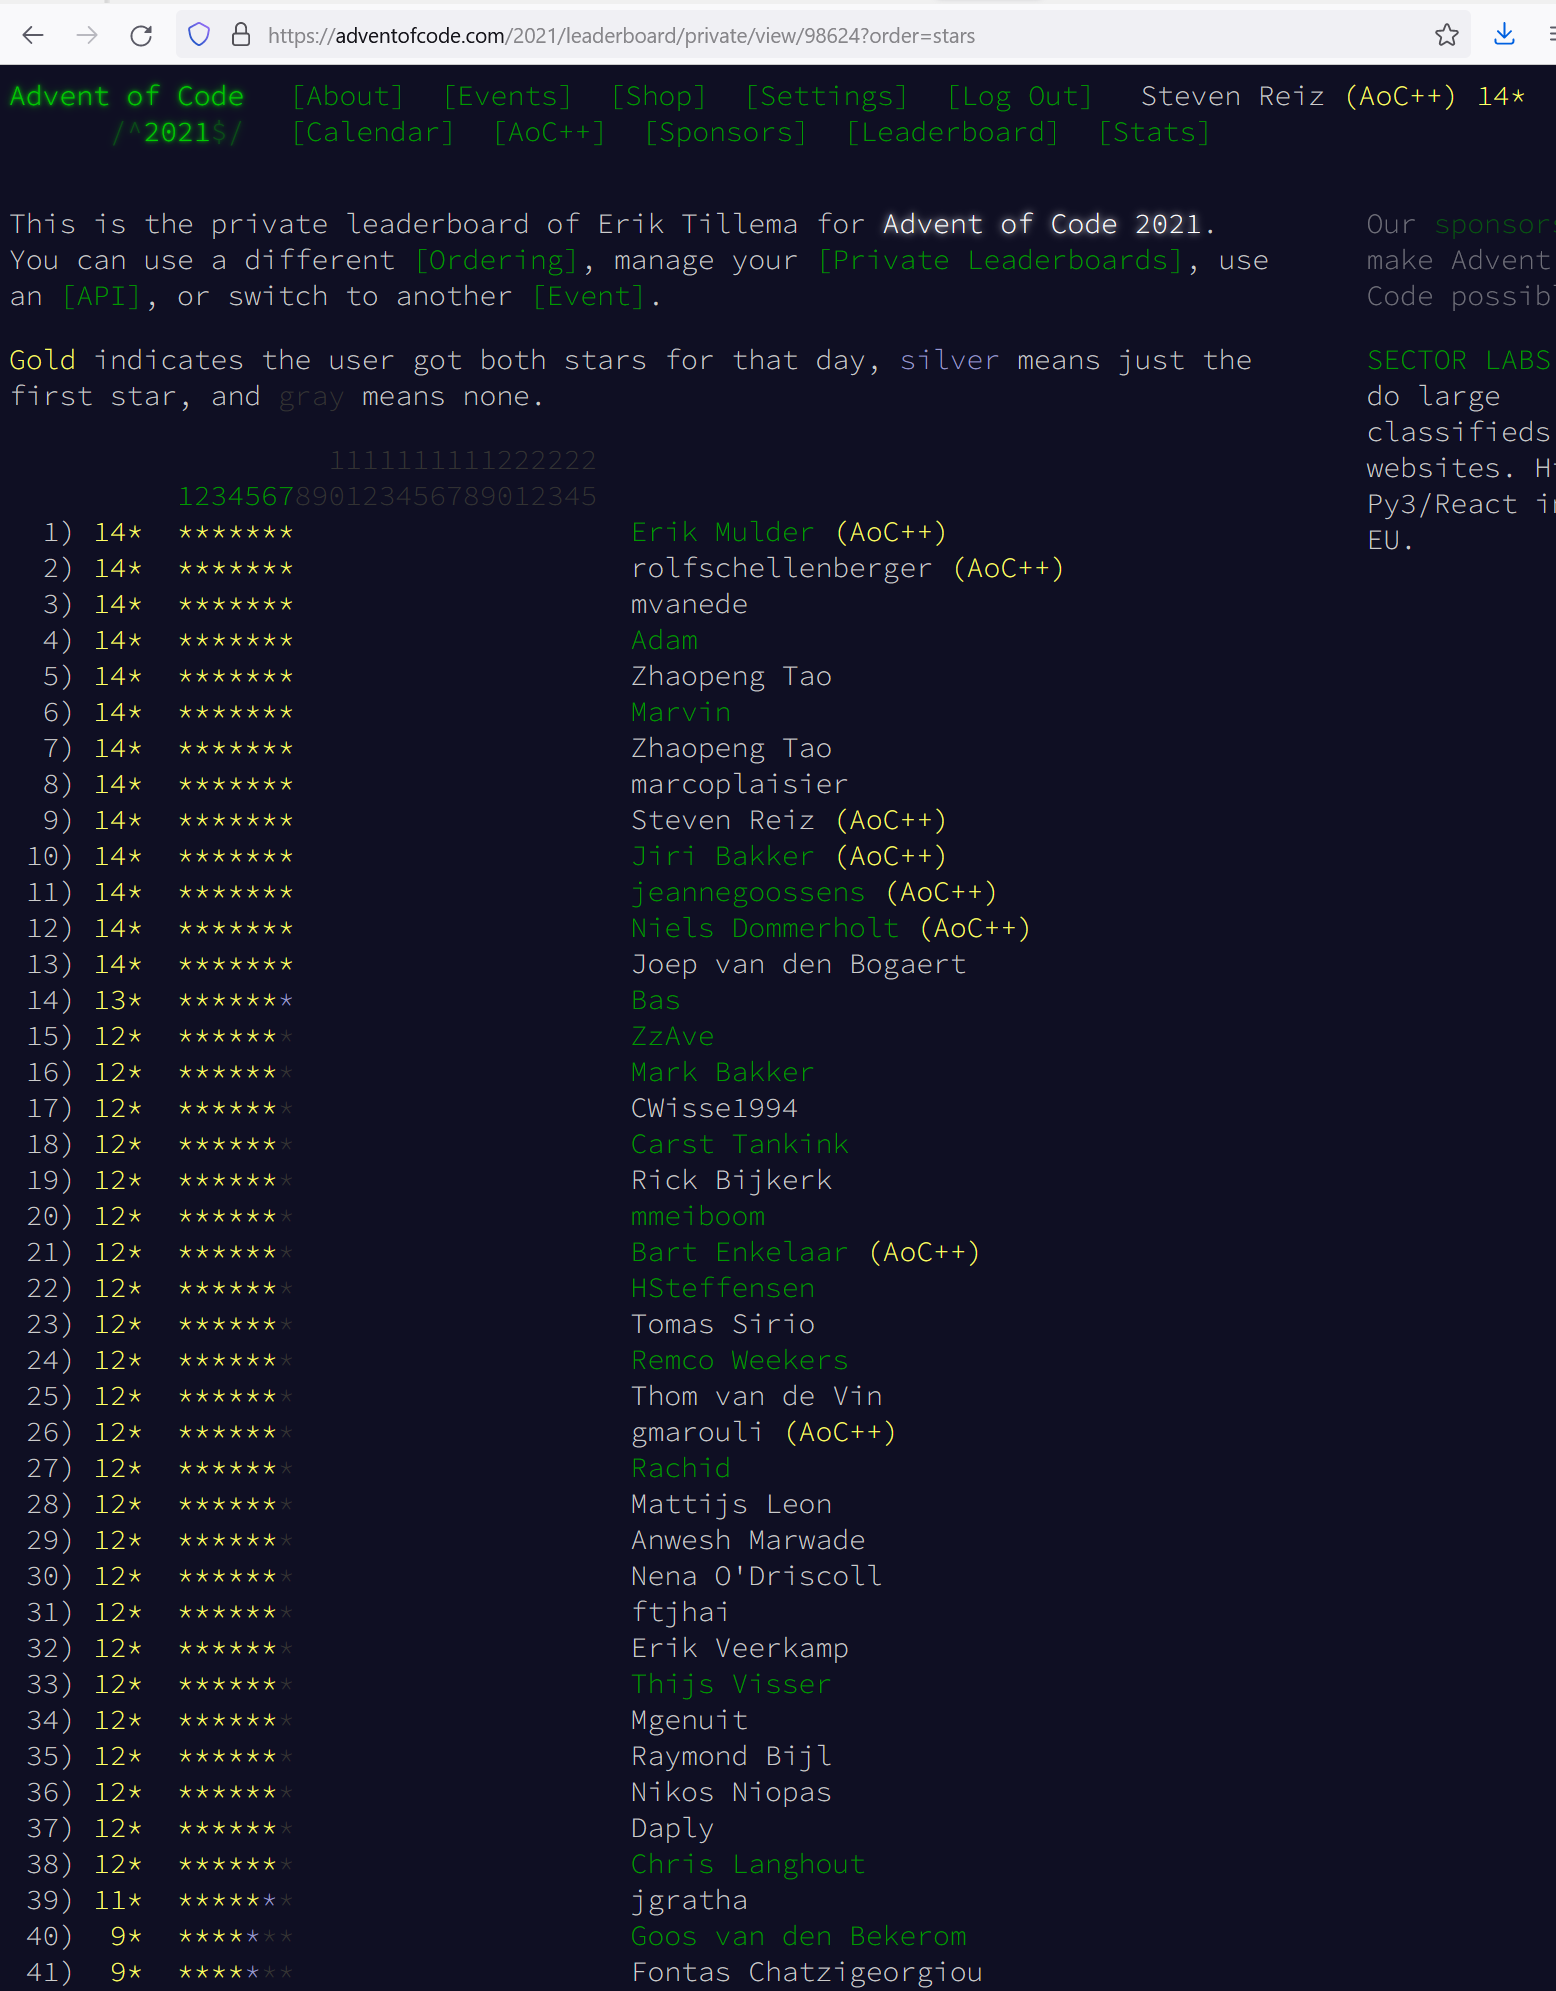 https://adventofcode.com/2021/leaderboard/private/view/98624?order=stars
Advent of Code [About] [Events] [Shop] [Settings] [Log Out] Steven Reiz (AoC++) 14*
/^2021$/ [Calendar] [AoC++] [Sponsors] [Leaderboard] [Stats]
This is the private leaderboard of Erik Tillema for Advent of Code 2021.
You can use a different [Ordering], manage your [Private Leaderboards], use
an [API], or switch to another [Event].
Gold indicates the user got both stars for that day, silver means just the
first star, and gray means none.
1111111111222222
1234567890123456789012345
1) 14* ******* Erik Mulder (AoC++)
2) 14* ******* rolfschellenberger (AoC++)
3) 14* ******* mvanede
4) 14* ******* Adam
5) 14* ******* Zhaopeng Tao
6) 14* ******* Marvin
7) 14* ******* Zhaopeng Tao
8) 14* ******* marcoplaisier
9) 14* ******* Steven Reiz (AoC++)
10) 14* ******* Jiri Bakker (AoC++)
11) 14* ******* jeannegoossens (AoC++)
12) 14* ******* Niels Dommerholt (AoC++)
13) 14* ******* Joep van den Bogaert
14) 13* ******* Bas
15) 12* ******* ZzAve
16) 12* ******* Mark Bakker
17) 12* ******* CWisse1994
18) 12* ******* Carst Tankink
19) 12* ******* Rick Bijkerk
20) 12* ******* mmeiboom
21) 12* ******* Bart Enkelaar (AoC++)
22) 12* ******* HSteffensen
23) 12* ******* Tomas Sirio
24) 12* ******* Remco Weekers
25) 12* ******* Thom van de Vin
26) 12* ******* gmarouli (AoC++)
27) 12* ******* Rachid
28) 12* ******* Mattijs Leon
29) 12* ******* Anwesh Marwade
30) 12* ******* Nena O'Driscoll
31) 12* ******* ftjhai
32) 12* ******* Erik Veerkamp
33) 12* ******* Thijs Visser
34) 12* ******* Mgenuit
35) 12* ******* Raymond Bijl
36) 12* ******* Nikos Niopas
37) 12* ******* Daply
38) 12* ******* Chris Langhout
39) 11* ******* jgratha
40) 9* ******* Goos van den Bekerom
41) 9* ******* Fontas Chatzigeorgiou
Our sponsors
make Advent
Code
SECTOR LABS
do large
classifieds
websites.
Py3/React
EU.